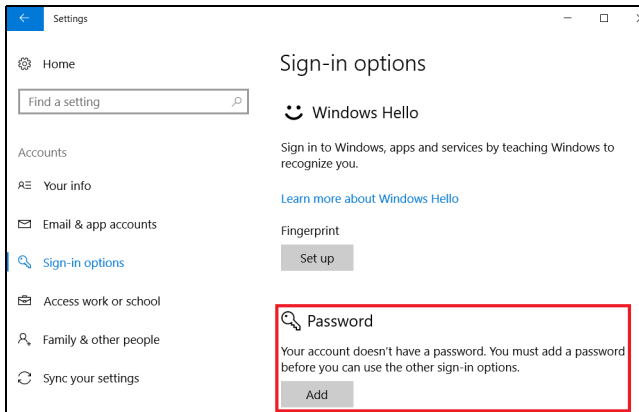 Settings
Home
Find a setting
Accounts
Your info
Email & app accounts
Sign-in options
Access work or school
Family & other people
Sync your settings
Sign-in options
Windows Hello
Sign in to Windows, apps and services by teaching Windows to
recognize you.
Learn more about Windows Hello
Fingerprint
Set up
Password
Your account doesn't have a password. You must add a password
before you can use the other sign-in options.
Add